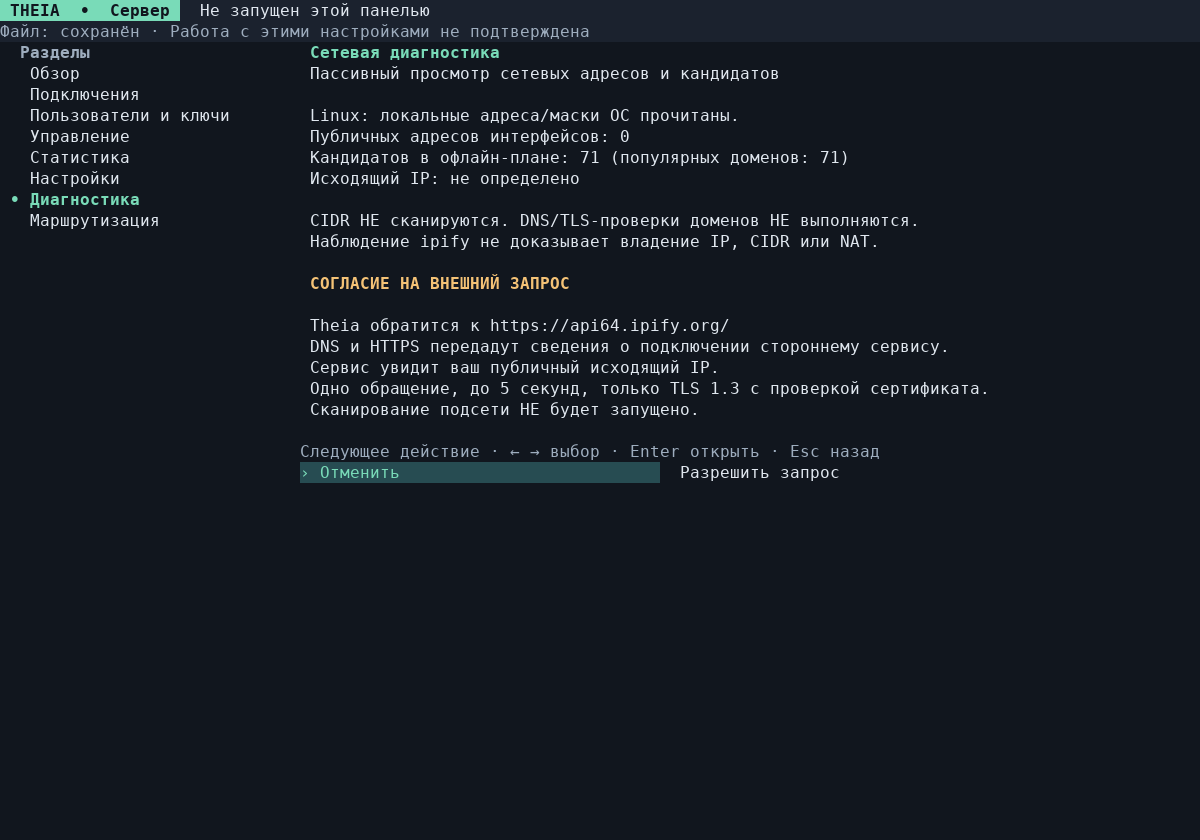 THEIA • Сервер Не запущен этой панелью
Файл: сохранён · Работа с этими настройками не подтверждена
Разделы
Обзор
Подключения
Пользователи и ключи
Управление
Статистика
Настройки
• Диагностика
Маршрутизация
Сетевая диагностика
Пассивный просмотр сетевых адресов и кандидатов
Linux: локальные адреса/маски ОС прочитаны.
Публичных адресов интерфейсов: 0
Кандидатов в офлайн-плане: 71 (популярных доменов: 71)
Исходящий IP: не определено
CIDR НЕ сканируются. DNS/TLS-проверки доменов НЕ выполняются.
Наблюдение ipify не доказывает владение IP, CIDR или NAT.
СОГЛАСИЕ НА ВНЕШНИЙ ЗАПРОС
Theia обратится к https://api64.ipify.org/
DNS и HTTPS передадут сведения о подключении стороннему сервису.
Сервис увидит ваш публичный исходящий IP.
Одно обращение, до 5 секунд, только TLS 1.3 с проверкой сертификата.
Сканирование подсети НЕ будет запущено.
Следующее действие · ← → выбор · Enter открыть · Esc назад
› Отменить Разрешить запрос